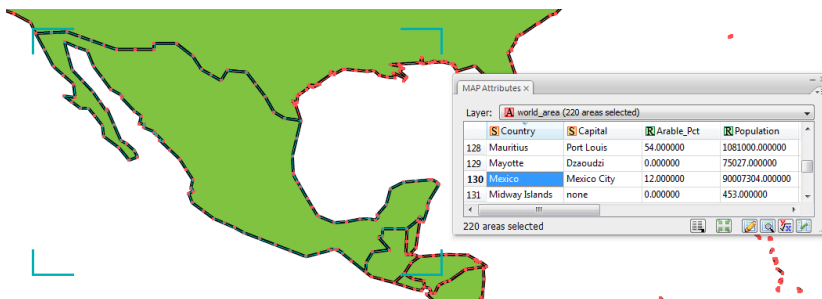 MAP Attributes ×
Layer: A world_area (220 areas selected)
S Country S Capital R Arable_Pct R Population
128 Mauritius Port Louis 54.000000 1081000.000000
129 Mayotte Dzaoudzi 0.000000 75027.000000
130 Mexico Mexico City 12.000000 90007304.000000
131 Midway Islands none 0.000000 453.000000
220 areas selected